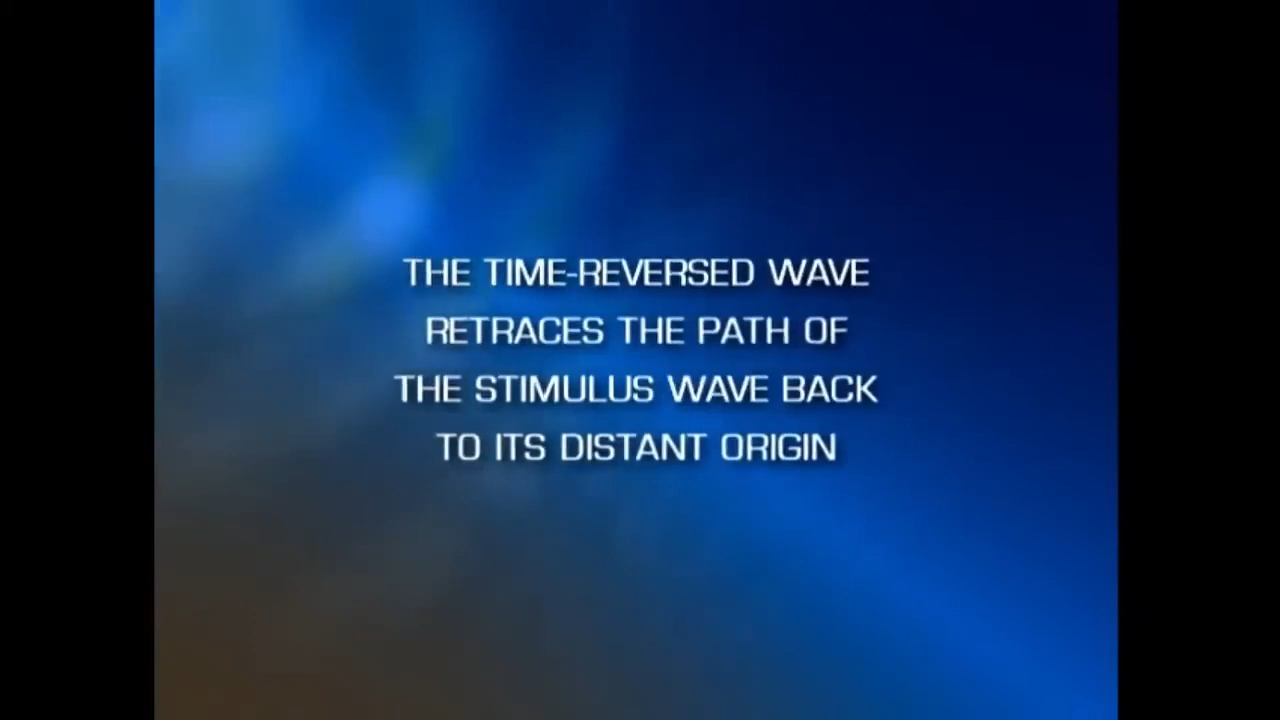 THE TIME-REVERSED WAVE
RETRACES THE PATH OF
THE STIMULUS WAVE BACK
TO ITS DISTANT ORIGIN